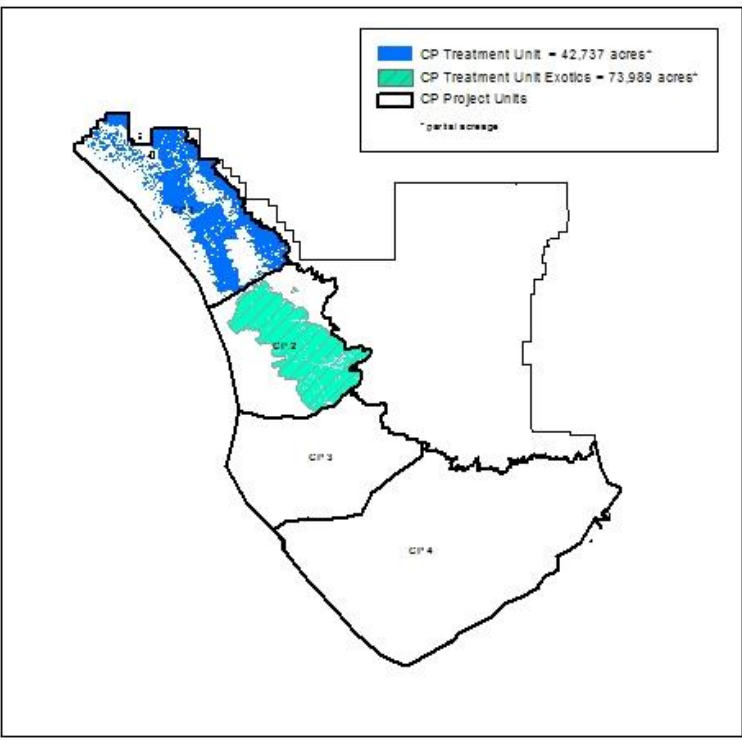 CP Treatment Unit = 42,737 acres*
CP Treatment Unit Exotics = 73,989 acres*
CP Project Units
* partial acreage
CP 2
CP 3
CP 4